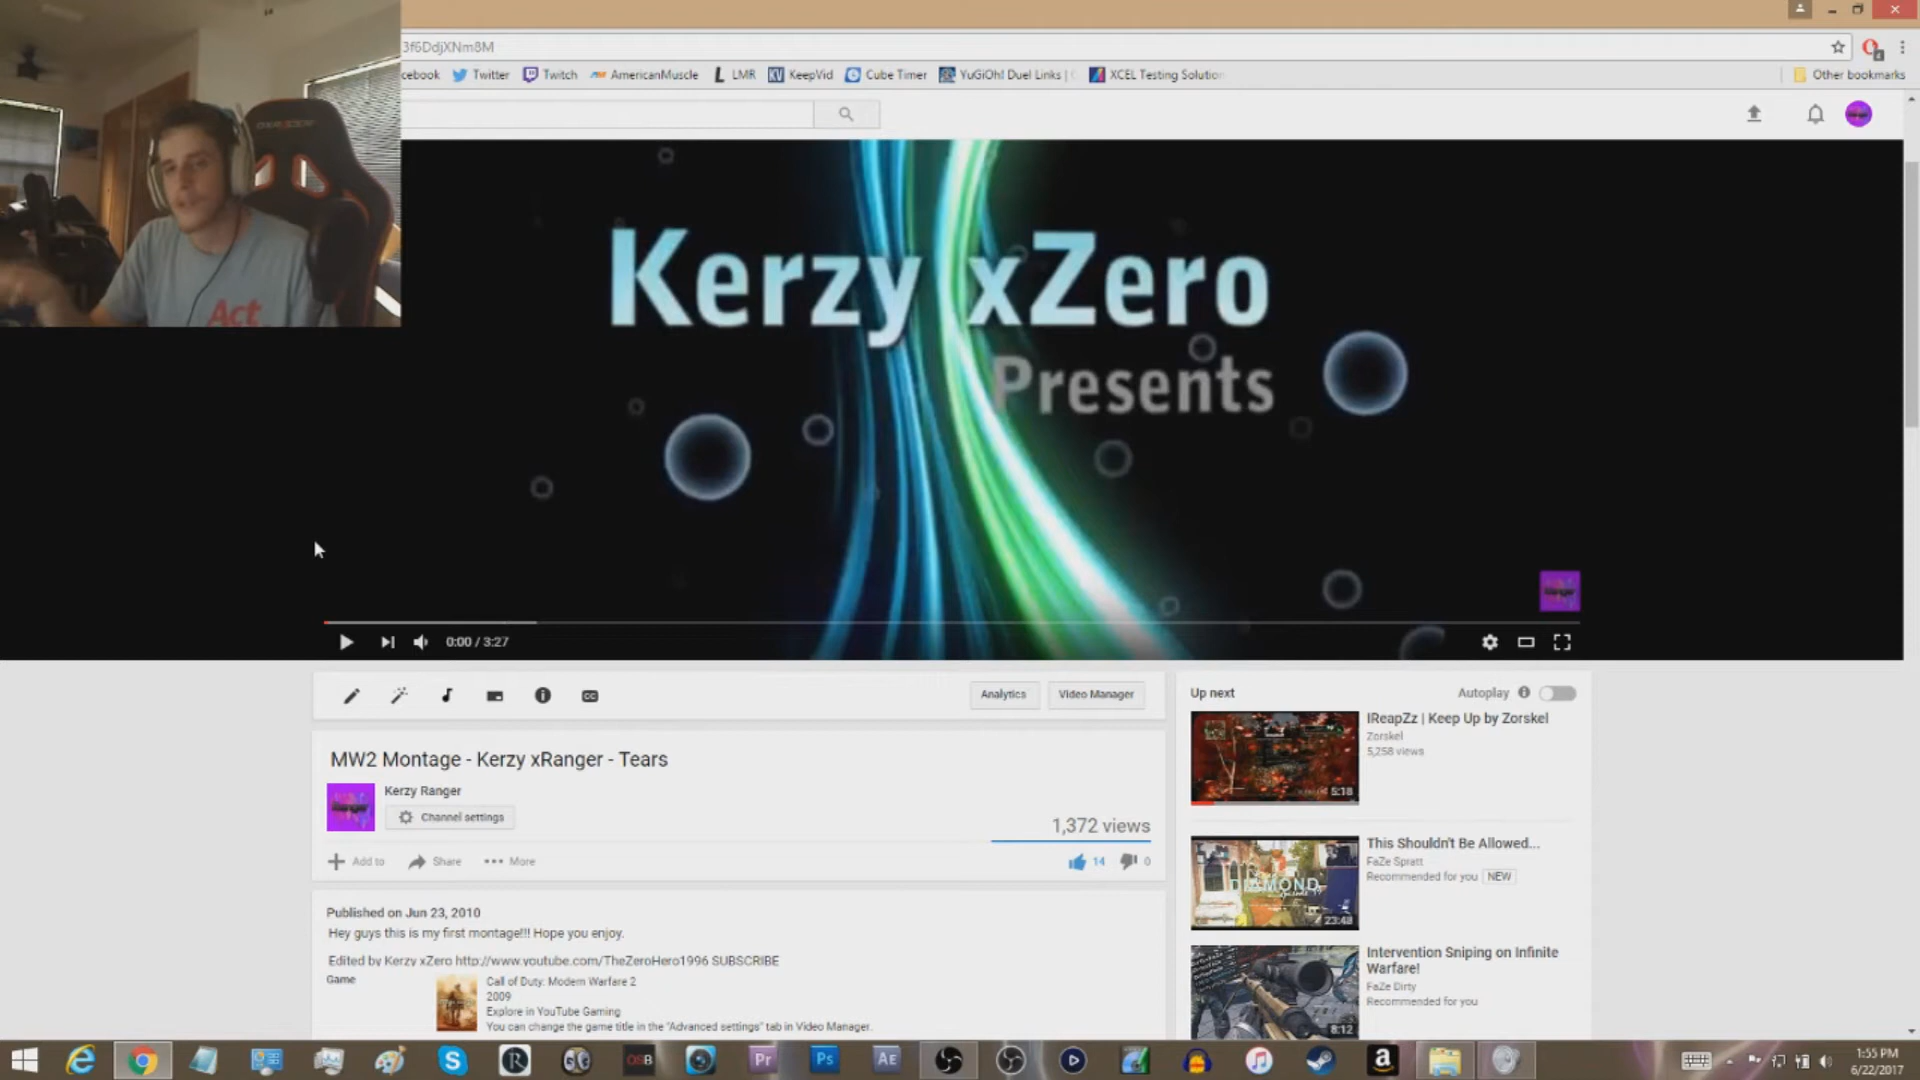 3f6DdjXNm8M
cebook Twitter Twitch AmericanMuscle LMR KeepVid Cube Timer YuGiOh! Duel Links | XCEL Testing Solution Other bookmarks
Act
Kerzy xZero
Presents
0:00 / 3:27
Analytics Video Manager
Up next Autoplay
MW2 Montage - Kerzy xRanger - Tears
Kerzy Ranger
Channel settings
1,372 views
Add to Share More 14 0
Published on Jun 23, 2010
Hey guys this is my first montage!!! Hope you enjoy.
Edited by Kerzy xZero http://www.youtube.com/TheZeroHero1996 SUBSCRIBE
Game
Call of Duty: Modern Warfare 2
2009
Explore in YouTube Gaming
You can change the game title in the "Advanced settings" tab in Video Manager.
IReapZz | Keep Up by Zorskel
Zorskel
5,258 views
5:18
This Shouldn't Be Allowed...
FaZe Spratt
Recommended for you NEW
DIAMOND
23:48
Intervention Sniping on Infinite
Warfare!
FaZe Dirty
Recommended for you
8:12
Pr Ps AE
1:55 PM
6/22/2017